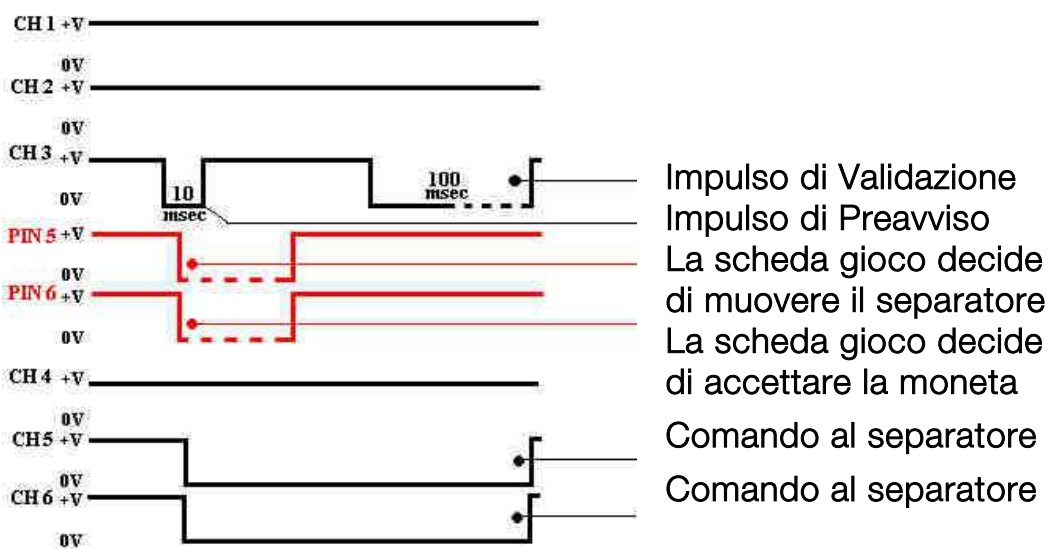 CH 1 +V
0V
CH 2 +V
0V
CH 3 +V
0V
10
msec
100
msec
Impulso di Validazione
Impulso di Preavviso
PIN 5 +V
0V
La scheda gioco decide
di muovere il separatore
PIN 6 +V
0V
La scheda gioco decide
di accettare la moneta
CH 4 +V
0V
CH 5 +V
0V
Comando al separatore
CH 6 +V
0V
Comando al separatore